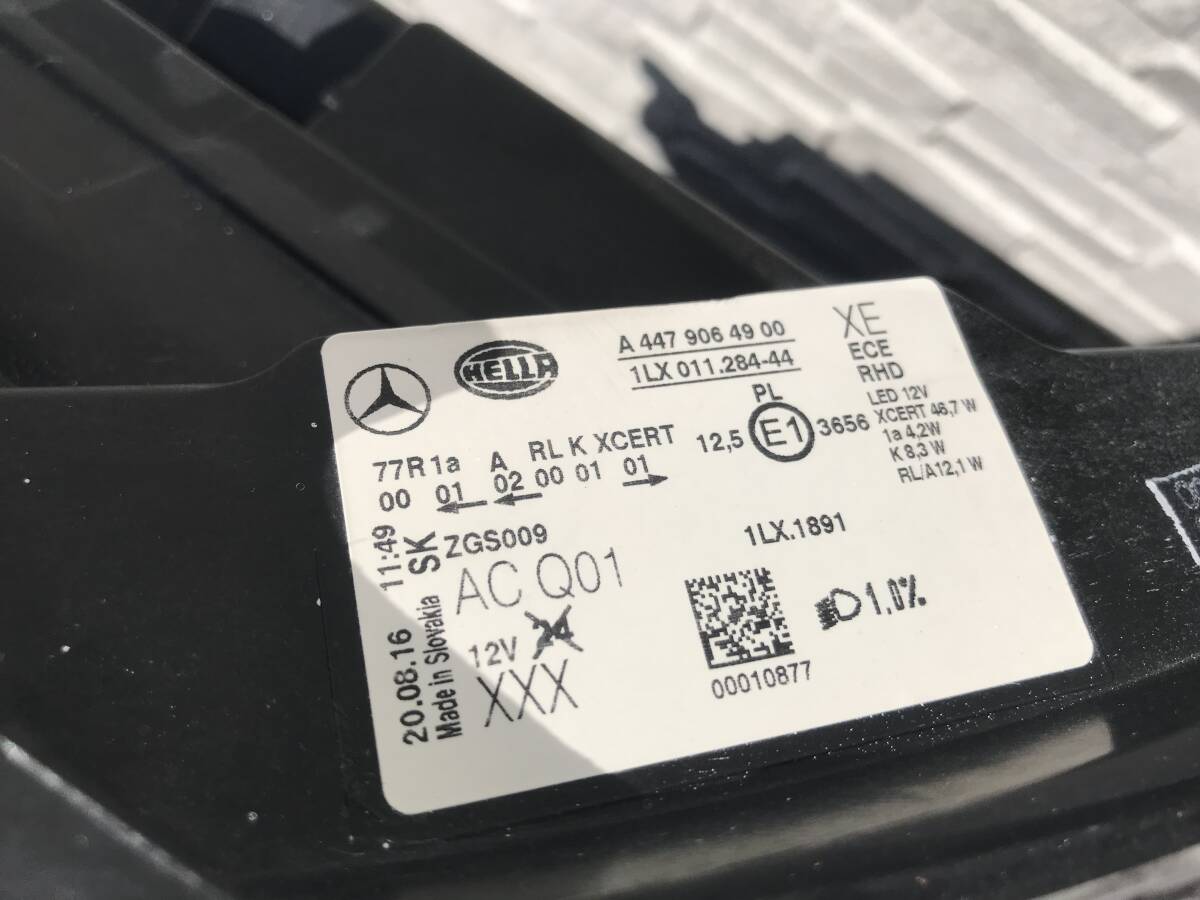 HELLA
A 447 906 49 00
1LX 011.284-44
XE
ECE
RHD
LED 12V
XCERT 46,7 W
1a 4,2W
K 8,3 W
RL/A12,1 W
PL
12,5 E1 3656
77R 1a A RL K XCERT
00 01 02 00 01 01
ZGS009
1LX.1891
AC Q01
12V 24
XXX
1,0%
00010877
20.08.16 11:49
Made in Slovakia SK